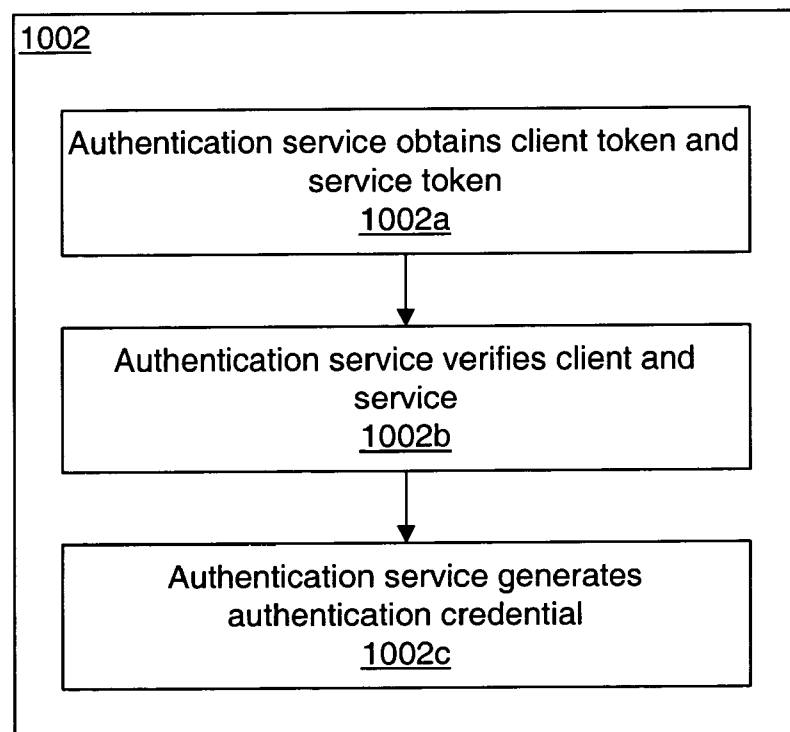 1002
Authentication service obtains client token and
service token
1002a
Authentication service verifies client and
service
1002b
Authentication service generates
authentication credential
1002c